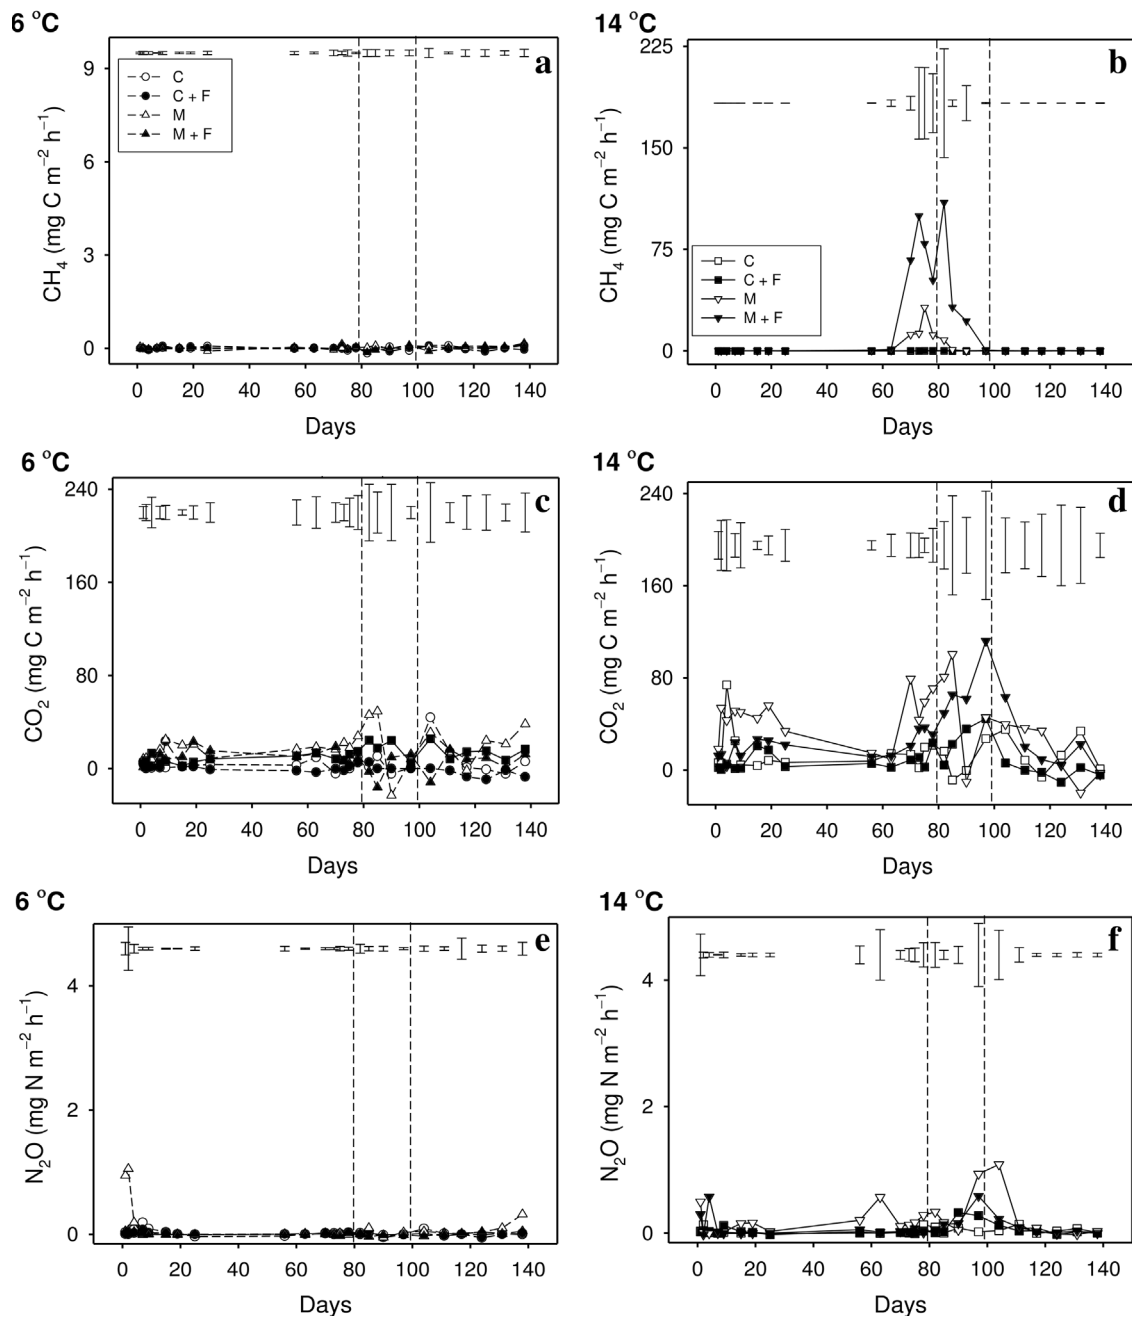 6 °C
a
9
6
3
0
CH₄ (mg C m⁻² h⁻¹)
C
C + F
M
M + F
0 20 40 60 80 100 120 140
Days
14 °C
b
225
150
75
0
CH₄ (mg C m⁻² h⁻¹)
C
C + F
M
M + F
0 20 40 60 80 100 120 140
Days
6 °C
c
240
160
80
0
CO₂ (mg C m⁻² h⁻¹)
0 20 40 60 80 100 120 140
Days
14 °C
d
240
160
80
0
CO₂ (mg C m⁻² h⁻¹)
0 20 40 60 80 100 120 140
Days
6 °C
e
4
2
0
N₂O (mg N m⁻² h⁻¹)
0 20 40 60 80 100 120 140
Days
14 °C
f
4
2
0
N₂O (mg N m⁻² h⁻¹)
0 20 40 60 80 100 120 140
Days